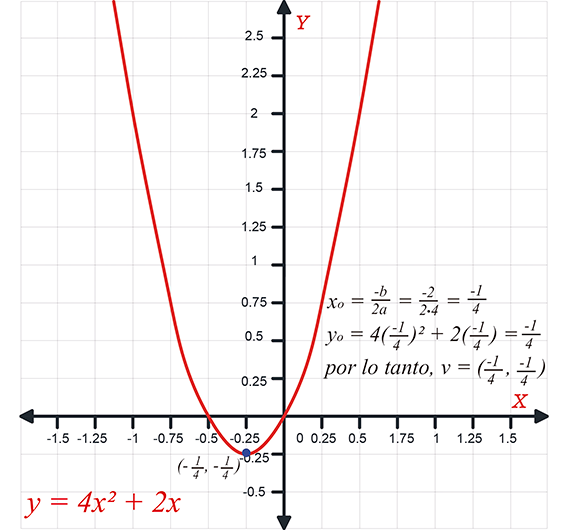 Y
2.5
2.25
2
1.75
1.5
1.25
1
0.75
xₒ = -b/2a = -2/2•4 = -1/4
0.5
yₒ = 4(-1/4)² + 2(-1/4) = -1/4
por lo tanto, v = (-1/4, -1/4)
0.25
X
-1.5 -1.25 -1 -0.75 -0.5 -0.25 0 0.25 0.5 1.75 1 1.25 1.5
-0.25
(-1/4, -1/4)
-0.5
y = 4x² + 2x